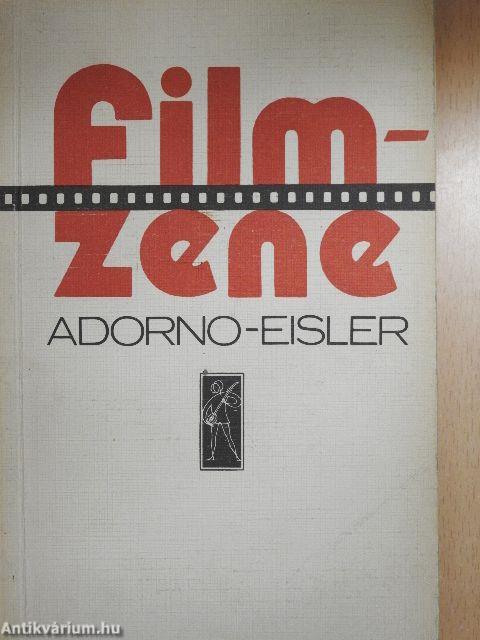 film-
zene
ADORNO-EISLER
Antikvárium.hu